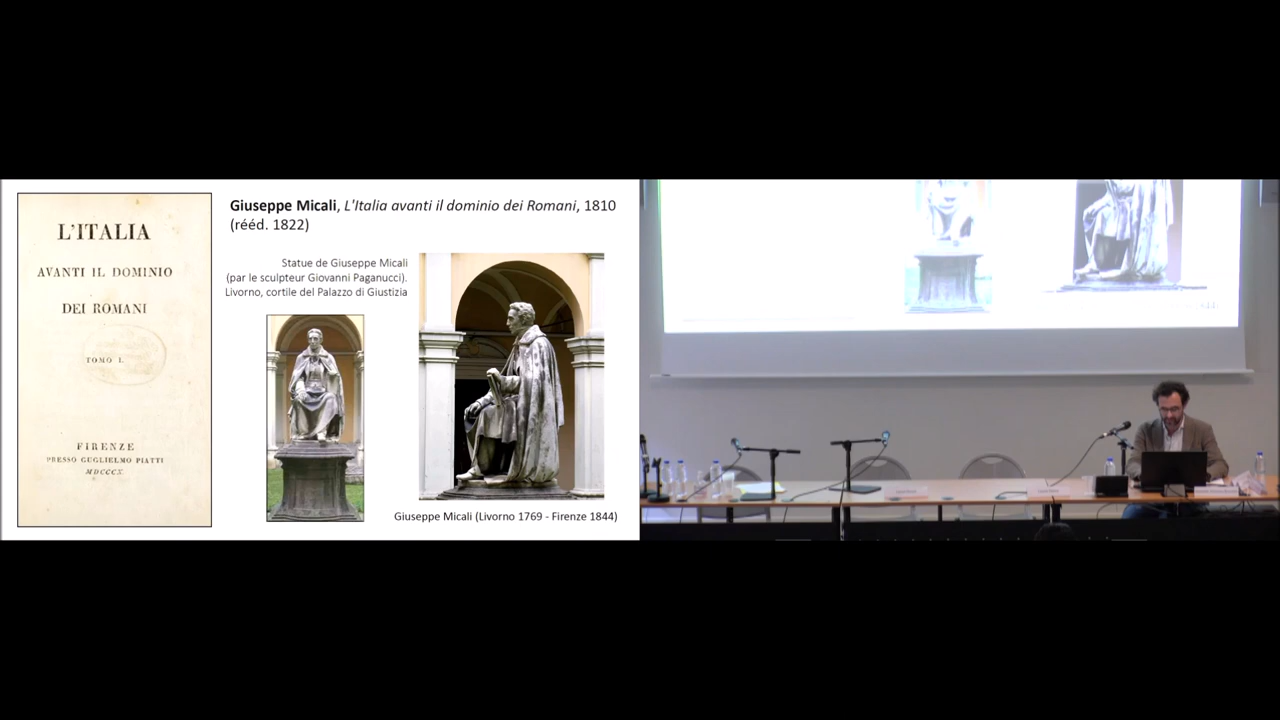 L'ITALIA
AVANTI IL DOMINIO
DEI ROMANI
TOMO I.
FIRENZE
PRESSO GUGLIELMO PIATTI
MDCCCX.
Giuseppe Micali, L'Italia avanti il dominio dei Romani, 1810
(rééd. 1822)
Statue de Giuseppe Micali
(par le sculpteur Giovanni Paganucci).
Livorno, cortile del Palazzo di Giustizia
Giuseppe Micali (Livorno 1769 - Firenze 1844)